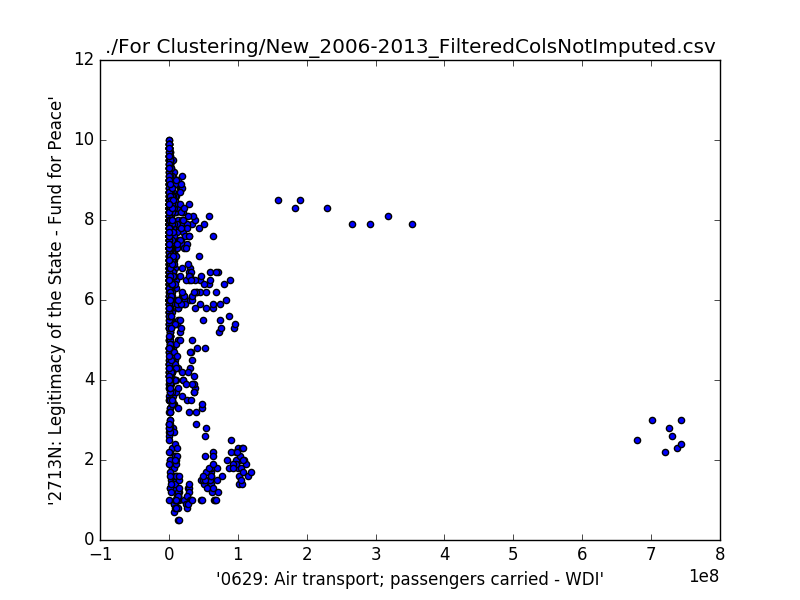 ./For Clustering/New_2006-2013_FilteredColsNotImputed.csv
12
10
8
6
4
2
0
'2713N: Legitimacy of the State - Fund for Peace'
−1 0 1 2 3 4 5 6 7 8
1e8
'0629: Air transport; passengers carried - WDI'